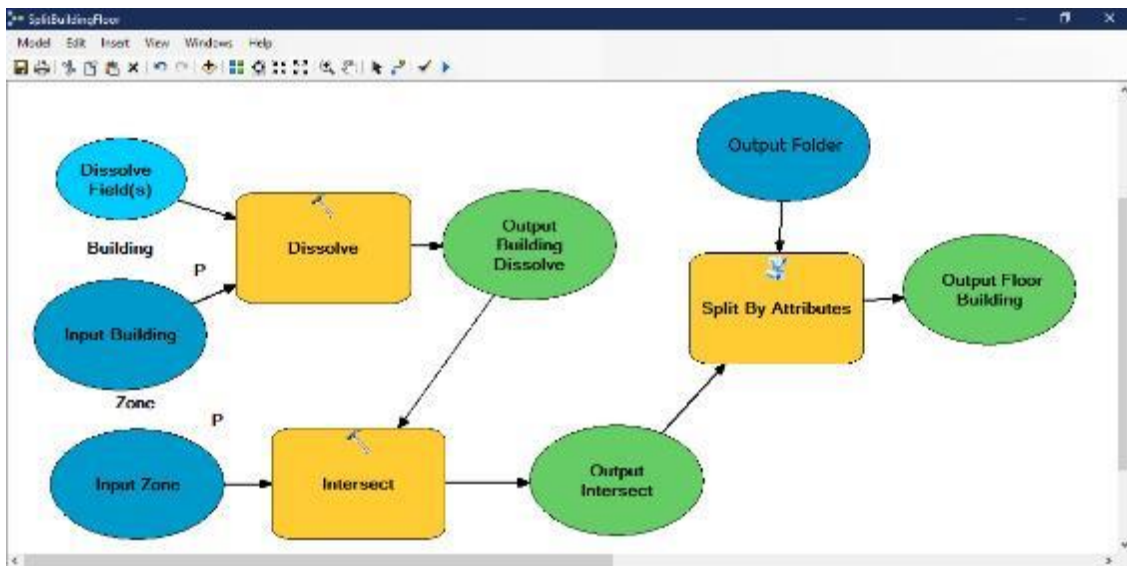 SplitBuildingFloor
Model Edit Insert View Windows Help
Dissolve
Field(s)
Building
P
Input Building
Dissolve
Output
Building
Dissolve
Output Folder
Split By Attributes
Output Floor
Building
Zone
P
Input Zone
Intersect
Output
Intersect